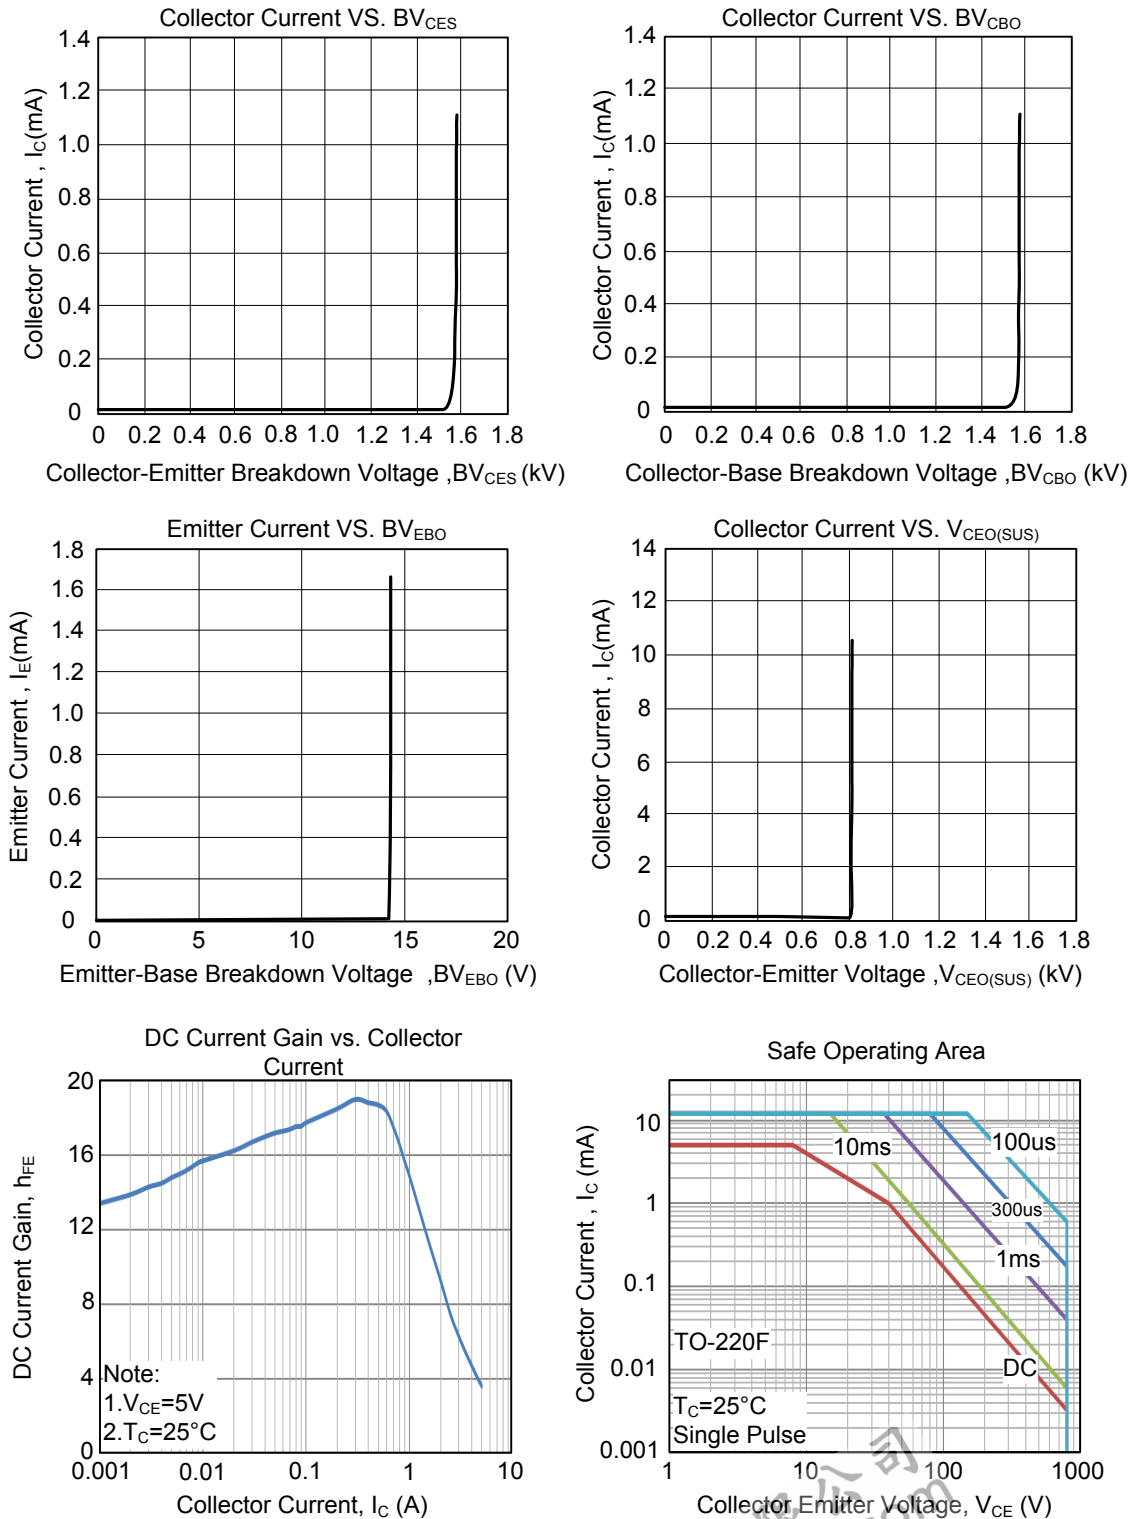 Collector Current VS. BVCES
1.4
1.2
1.0
0.8
0.6
0.4
0.2
0
Collector Current , IC(mA)
0 0.2 0.4 0.6 0.8 1.0 1.2 1.4 1.6 1.8
Collector-Emitter Breakdown Voltage ,BVCES (kV)
Collector Current VS. BVCBO
1.4
1.2
1.0
0.8
0.6
0.4
0.2
0
Collector Current , IC(mA)
0 0.2 0.4 0.6 0.8 1.0 1.2 1.4 1.6 1.8
Collector-Base Breakdown Voltage ,BVCBO (kV)
Emitter Current VS. BVEBO
1.8
1.6
1.4
1.2
1.0
0.8
0.6
0.4
0.2
0
Emitter Current , IE(mA)
0 5 10 15 20
Emitter-Base Breakdown Voltage ,BVEBO (V)
Collector Current VS. VCEO(SUS)
14
12
10
8
6
4
2
0
Collector Current , IC(mA)
0 0.2 0.4 0.6 0.8 1.0 1.2 1.4 1.6 1.8
Collector-Emitter Voltage ,VCEO(SUS) (kV)
DC Current Gain vs. Collector
Current
20
16
12
8
4
0
DC Current Gain, hFE
Note:
1.VCE=5V
2.TC=25°C
0.001 0.01 0.1 1 10
Collector Current, IC (A)
Safe Operating Area
10
1
0.1
0.01
0.001
Collector Current , IC (mA)
10ms
100us
300us
1ms
DC
TO-220F
TC=25°C
Single Pulse
1 10 100 1000
Collector Emitter Voltage, VCE (V)
公司
com